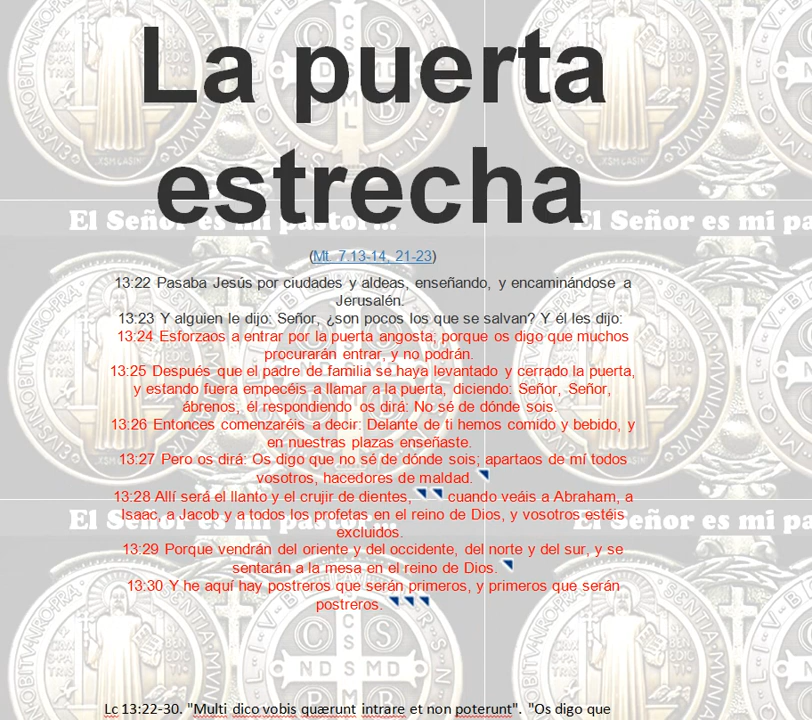 La puerta
estrecha
El Señor es mi pastor...
El Señor es mi pa
(Mt. 7.13-14, 21-23)
13:22 Pasaba Jesús por ciudades y aldeas, enseñando, y encaminándose a
Jerusalén.
13:23 Y alguien le dijo: Señor, ¿son pocos los que se salvan? Y él les dijo:
13:24 Esforzaos a entrar por la puerta angosta; porque os digo que muchos
procurarán entrar, y no podrán.
13:25 Después que el padre de familia se haya levantado y cerrado la puerta,
y estando fuera empecéis a llamar a la puerta, diciendo: Señor, Señor,
ábrenos, él respondiendo os dirá: No sé de dónde sois.
13:26 Entonces comenzaréis a decir: Delante de ti hemos comido y bebido, y
en nuestras plazas enseñaste.
13:27 Pero os dirá: Os digo que no sé de dónde sois; apartaos de mí todos
vosotros, hacedores de maldad.
13:28 Allí será el llanto y el crujir de dientes, cuando veáis a Abraham, a
Isaac, a Jacob y a todos los profetas en el reino de Dios, y vosotros estéis
excluidos.
El Señor es mi pastor...
El Señor es mi pa
13:29 Porque vendrán del oriente y del occidente, del norte y del sur, y se
sentarán a la mesa en el reino de Dios.
13:30 Y he aquí hay postreros que serán primeros, y primeros que serán
postreros.
Lc 13:22-30. "Multi dico vobis quærunt intrare et non poterunt". "Os digo que